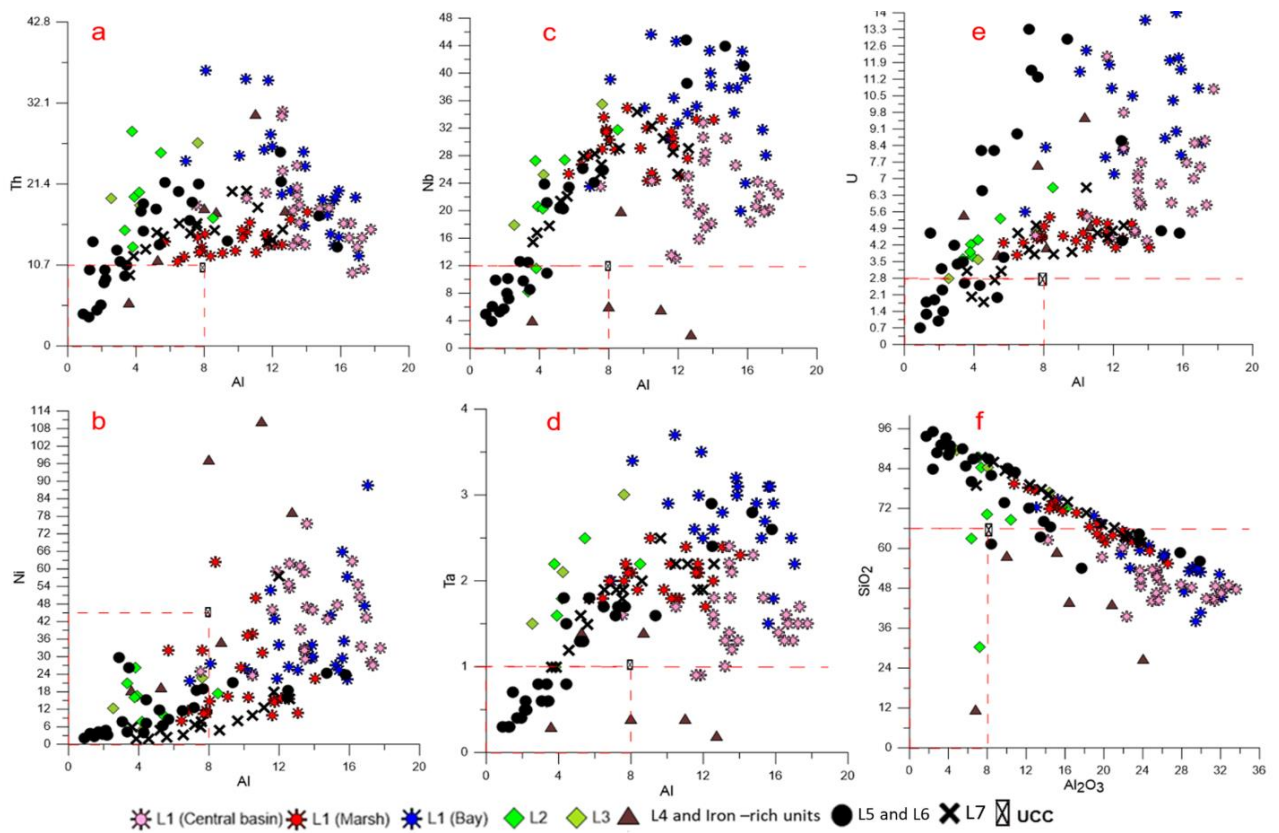 a
42.8
32.1
21.4
10.7
0
Th
0 4 8 12 16 20
Al
c
48
44
40
36
32
28
24
20
16
12
8
4
0
Nb
0 4 8 12 16 20
Al
e
14
13.3
12.6
11.9
11.2
10.5
9.8
9.1
8.4
7.7
7
6.3
5.6
4.9
4.2
3.5
2.8
2.1
1.4
0.7
0
U
0 4 8 12 16 20
Al
b
114
108
102
96
90
84
78
72
66
60
54
48
42
36
30
24
18
12
6
0
Ni
0 4 8 12 16 20
Al
d
4
3
2
1
0
Ta
0 4 8 12 16 20
Al
f
96
84
72
60
48
36
24
12
0
SiO2
0 4 8 12 16 20 24 28 32 36
Al2O3
L1 (Central basin) L1 (Marsh) L1 (Bay) L2 L3 L4 and Iron –rich units L5 and L6 L7 UCC